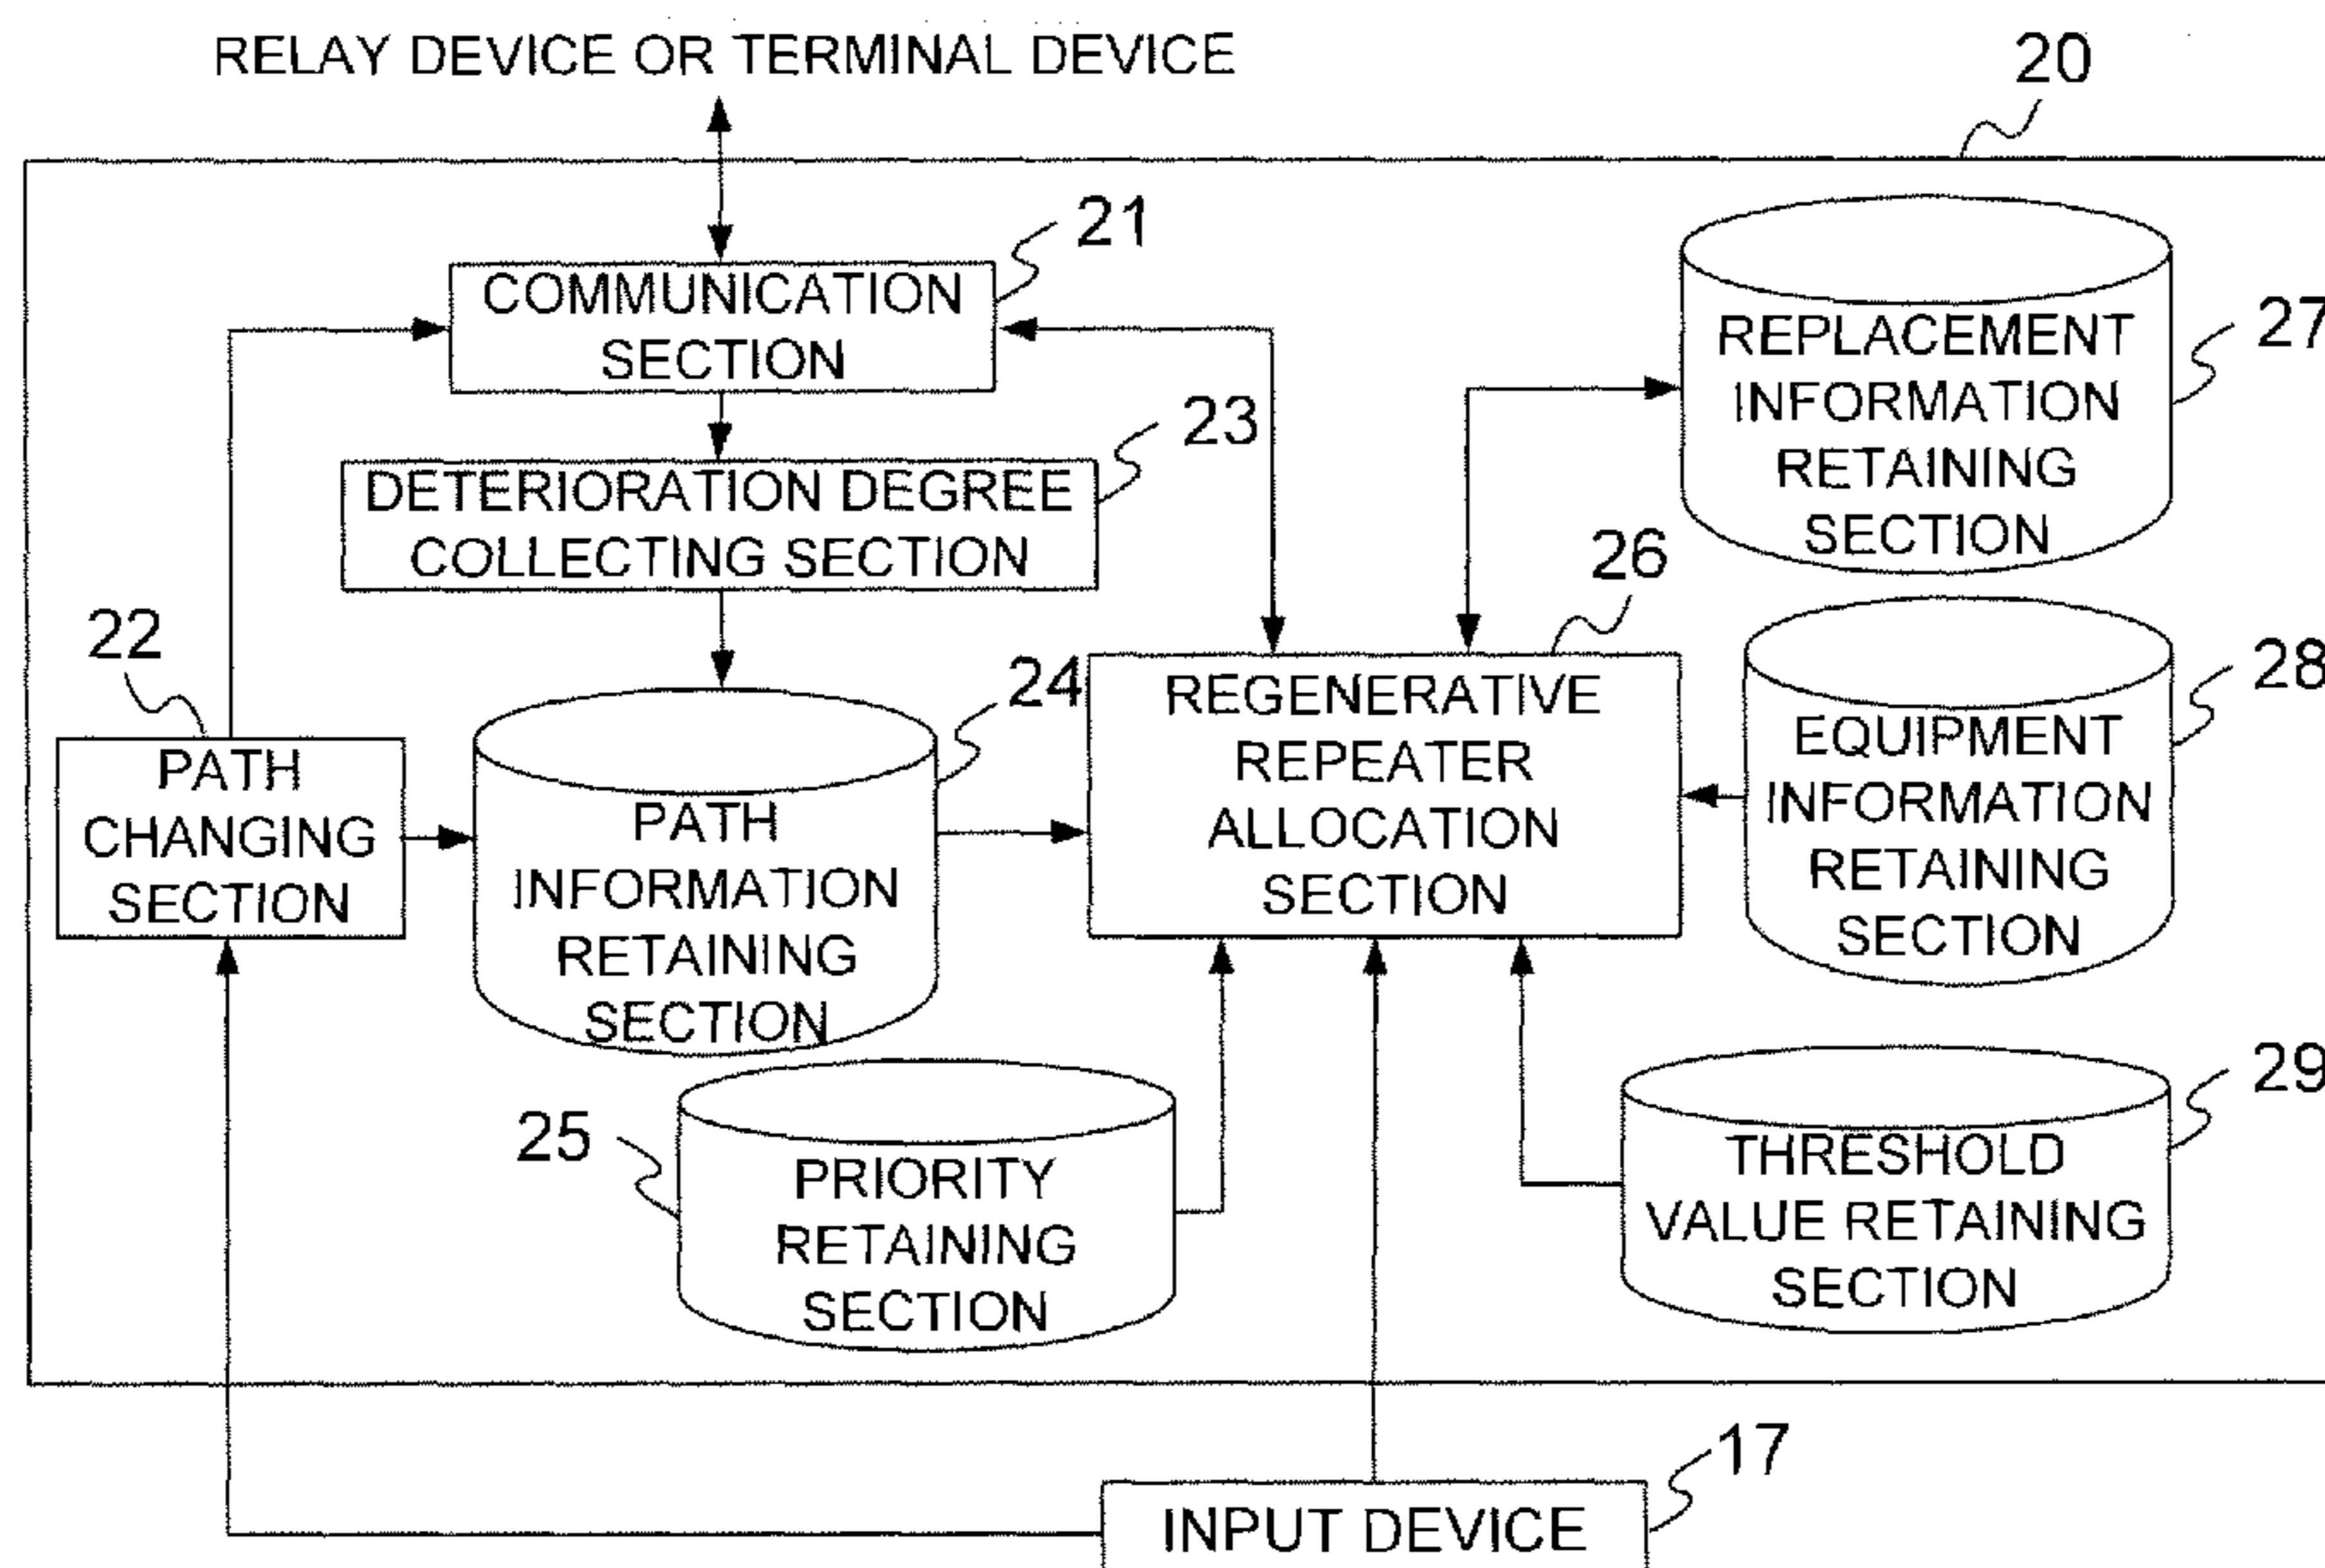 RELAY DEVICE OR TERMINAL DEVICE
20
21
COMMUNICATION
SECTION
27
REPLACEMENT
INFORMATION
RETAINING
SECTION
23
DETERIORATION DEGREE
COLLECTING SECTION
26
22
24
28
PATH
CHANGING
SECTION
PATH
INFORMATION
RETAINING
SECTION
REGENERATIVE
REPEATER
ALLOCATION
SECTION
EQUIPMENT
INFORMATION
RETAINING
SECTION
25
PRIORITY
RETAINING
SECTION
29
THRESHOLD
VALUE RETAINING
SECTION
17
INPUT DEVICE